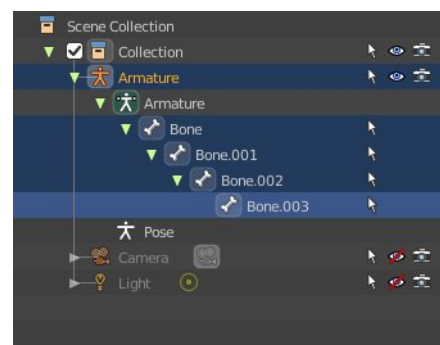 Scene Collection
Collection
Armature
Armature
Bone
Bone.001
Bone.002
Bone.003
Pose
Camera
Light